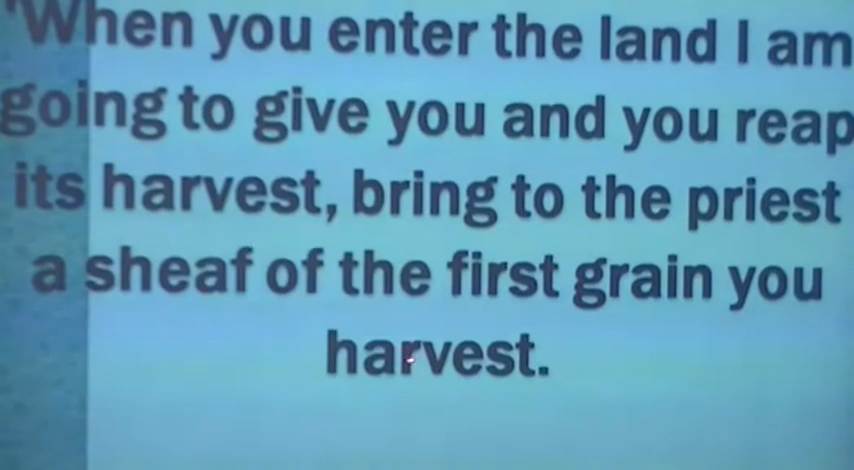 "When you enter the land I am
going to give you and you reap
its harvest, bring to the priest
a sheaf of the first grain you
harvest.